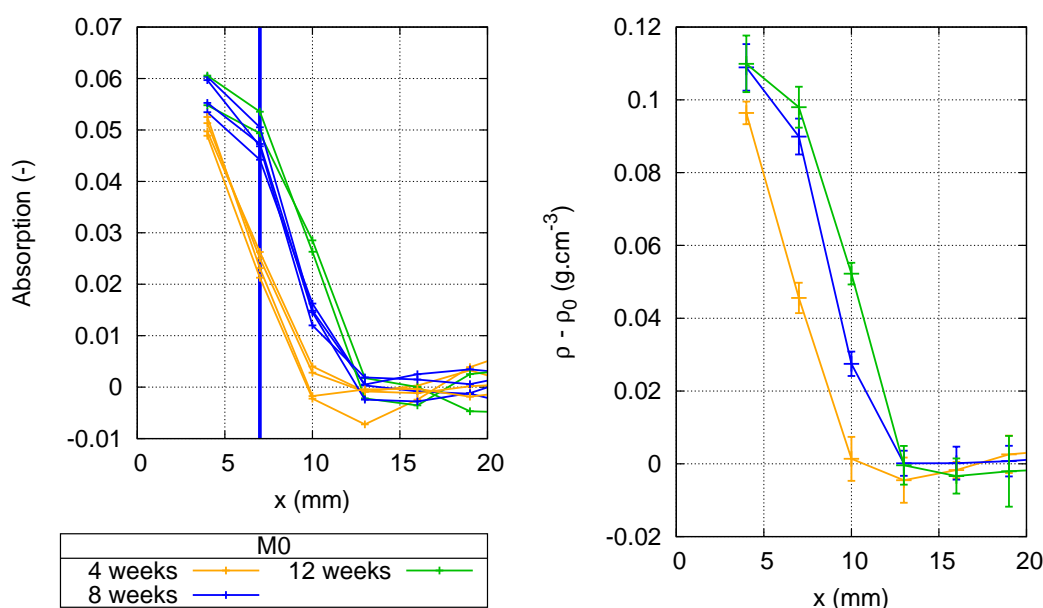 0.07
0.06
0.05
0.04
0.03
0.02
0.01
0
-0.01
Absorption (-)
0 5 10 15 20
x (mm)
M0
4 weeks 12 weeks
8 weeks
0.12
0.1
0.08
0.06
0.04
0.02
0
-0.02
ρ - ρ₀ (g.cm⁻³)
0 5 10 15 20
x (mm)